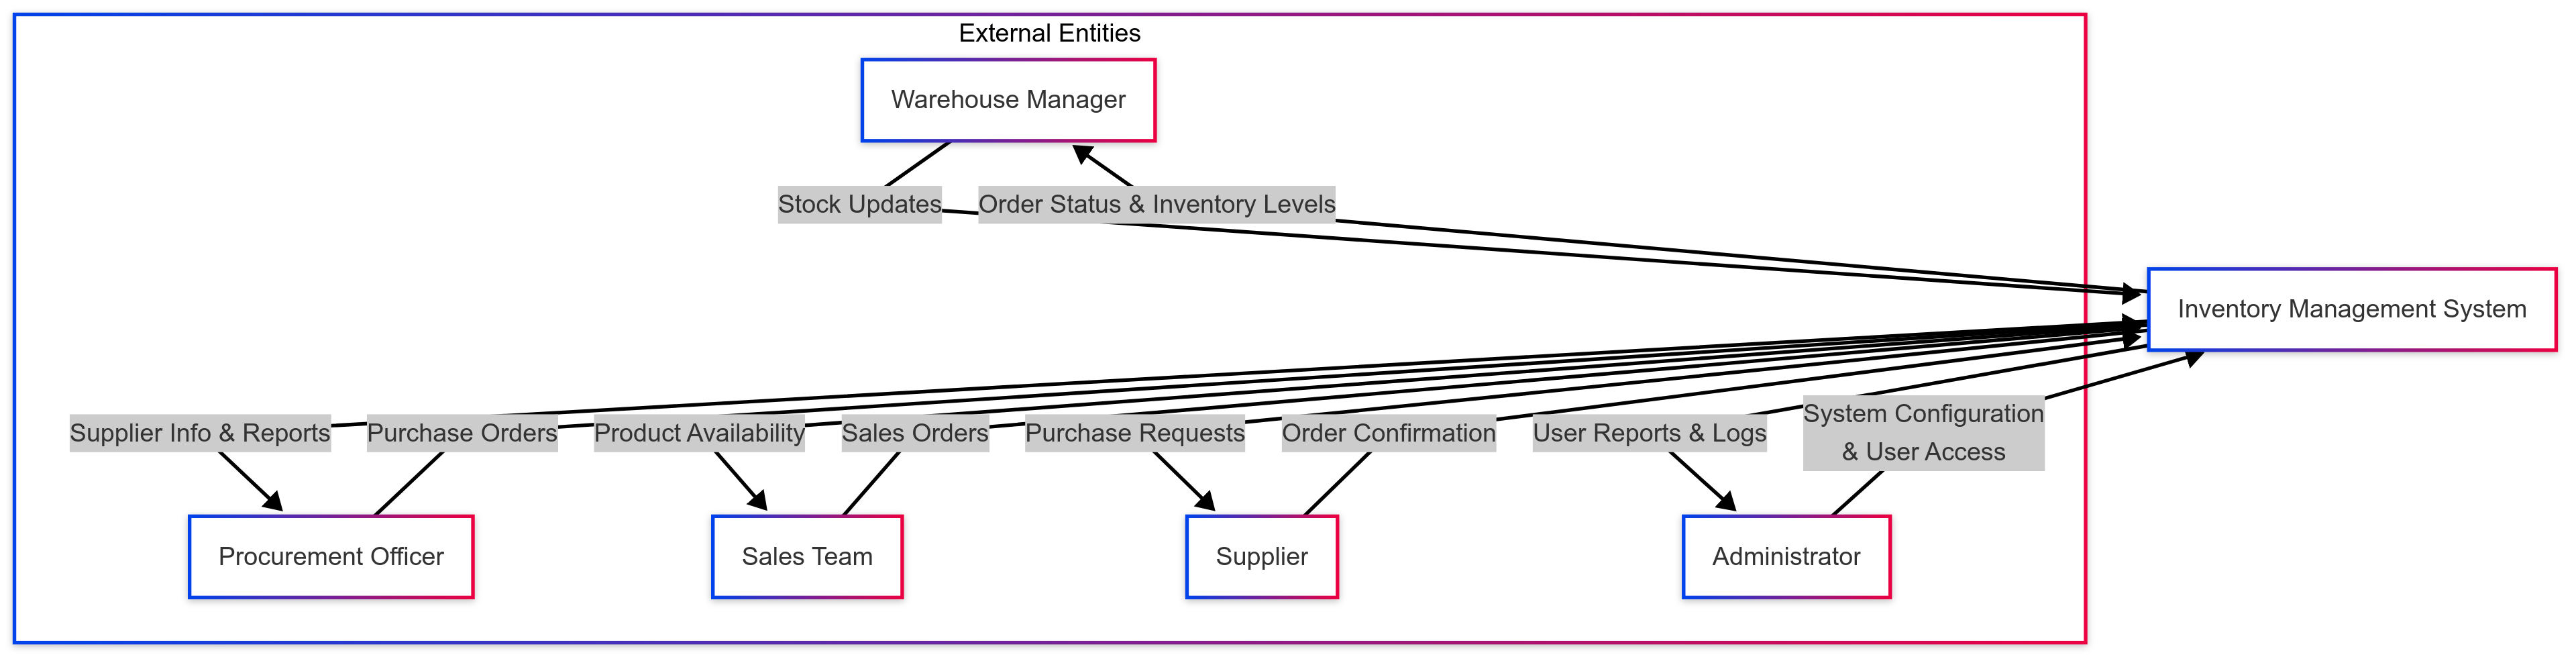 External Entities
Warehouse Manager
Stock Updates
Order Status & Inventory Levels
Inventory Management System
Supplier Info & Reports
Purchase Orders
Product Availability
Sales Orders
Purchase Requests
Order Confirmation
User Reports & Logs
System Configuration
& User Access
Procurement Officer
Sales Team
Supplier
Administrator